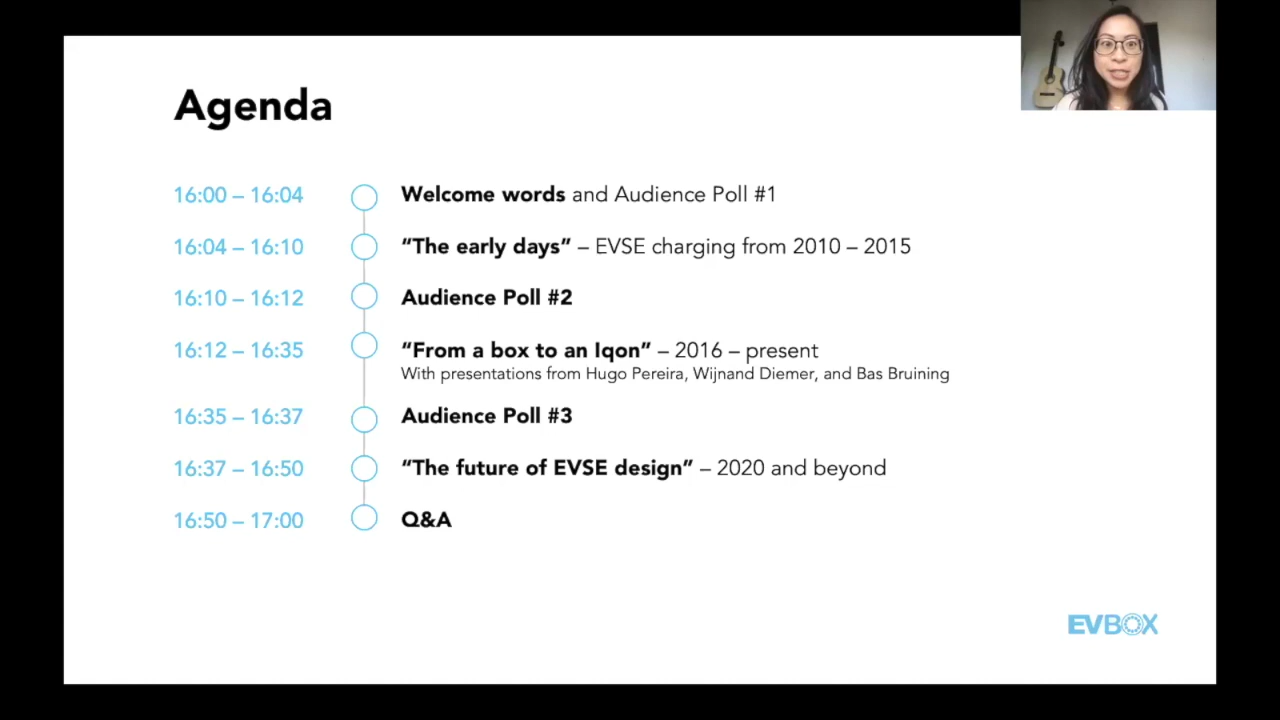 Agenda
16:00 – 16:04 Welcome words and Audience Poll #1
16:04 – 16:10 “The early days” – EVSE charging from 2010 – 2015
16:10 – 16:12 Audience Poll #2
16:12 – 16:35 “From a box to an Iqon” – 2016 – present
With presentations from Hugo Pereira, Wijnand Diemer, and Bas Bruining
16:35 – 16:37 Audience Poll #3
16:37 – 16:50 “The future of EVSE design” – 2020 and beyond
16:50 – 17:00 Q&A
EVBOX